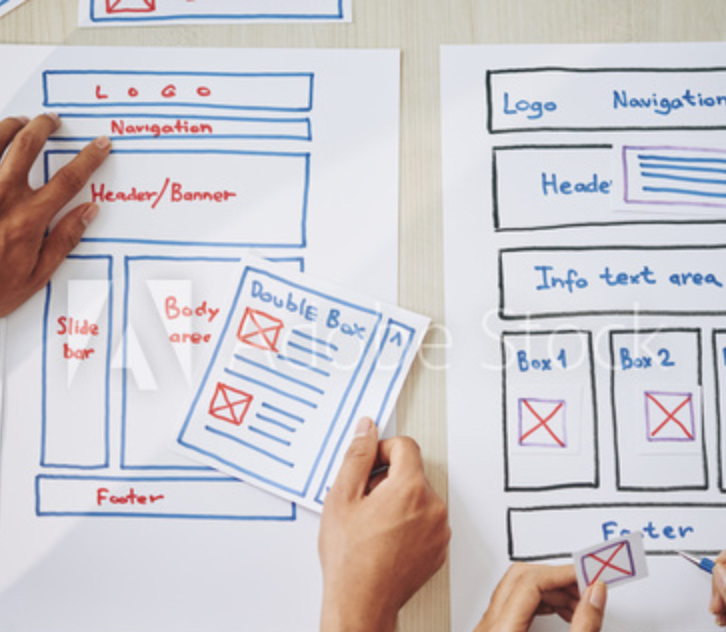 LOGO
Navigation
Header/Banner
Slide
bar
Body
area
Double Box
Footer
Logo Navigation
Heade
Info text area
Box 1
Box 2
Footer
Adobe Stock